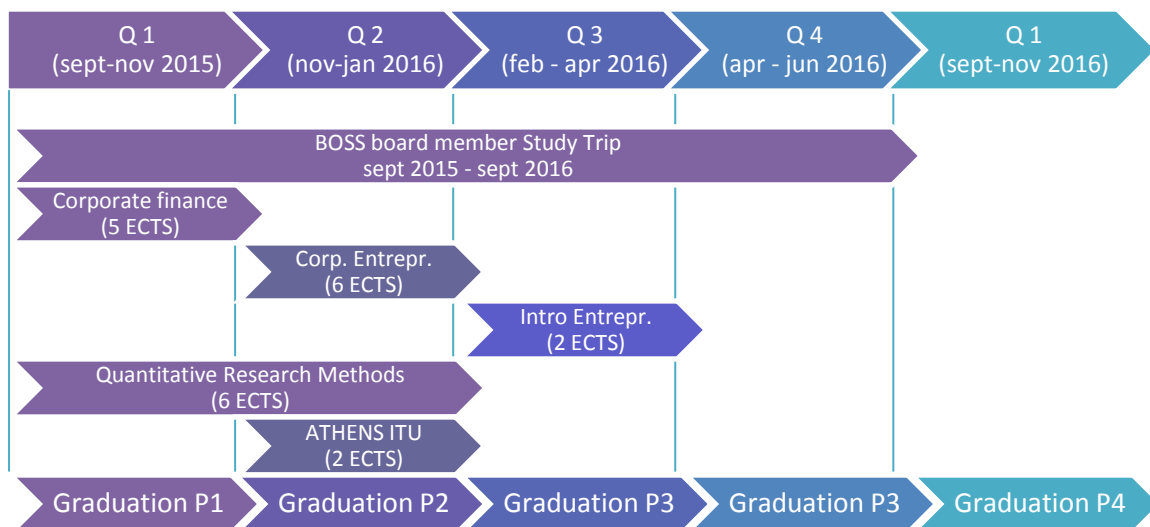 Q 1
(sept-nov 2015)
Q 2
(nov-jan 2016)
Q 3
(feb - apr 2016)
Q 4
(apr - jun 2016)
Q 1
(sept-nov 2016)
BOSS board member Study Trip
sept 2015 - sept 2016
Corporate finance
(5 ECTS)
Corp. Entrepr.
(6 ECTS)
Intro Entrepr.
(2 ECTS)
Quantitative Research Methods
(6 ECTS)
ATHENS ITU
(2 ECTS)
Graduation P1
Graduation P2
Graduation P3
Graduation P3
Graduation P4